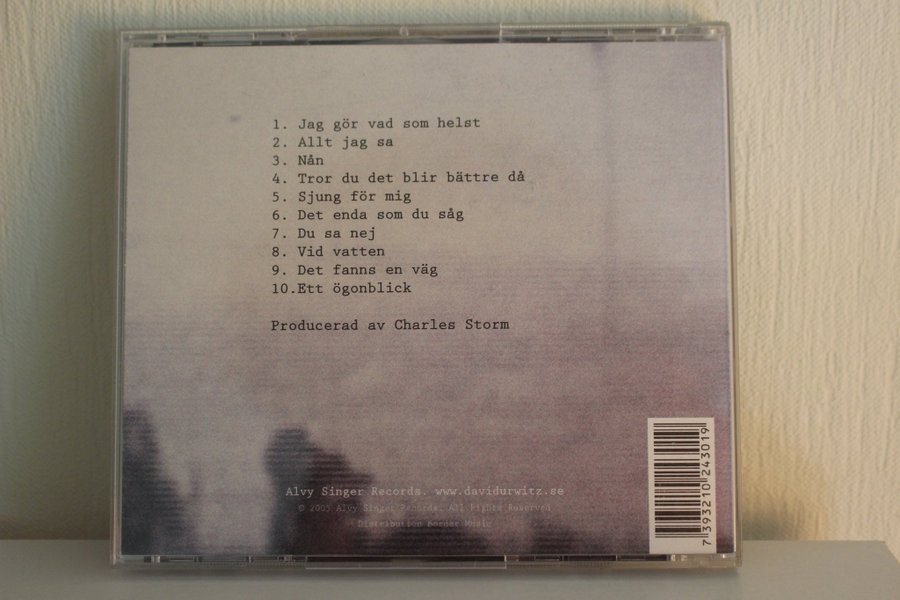 1. Jag gör vad som helst
2. Allt jag sa
3. Nån
4. Tror du det blir bättre då
5. Sjung för mig
6. Det enda som du såg
7. Du sa nej
8. Vid vatten
9. Det fanns en väg
10.Ett ögonblick
Producerad av Charles Storm
Alvy Singer Records. www.davidurwitz.se
© 2005 Alvy Singer Records. All Rights Reserved
Distribution Border Music
7 393210 243019